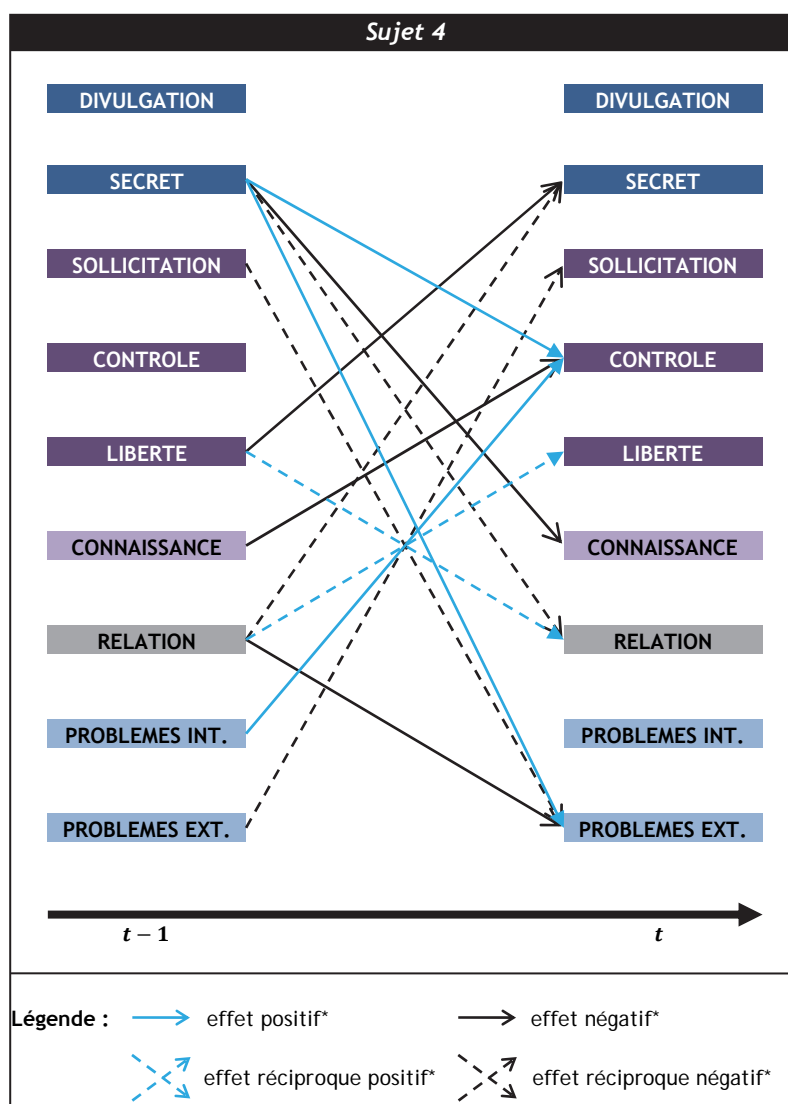 Sujet 4
DIVULGATION DIVULGATION
SECRET SECRET
SOLLICITATION SOLLICITATION
CONTROLE CONTROLE
LIBERTE LIBERTE
CONNAISSANCE CONNAISSANCE
RELATION RELATION
PROBLEMES INT. PROBLEMES INT.
PROBLEMES EXT. PROBLEMES EXT.
t − 1 t
Légende : effet positif* effet négatif*
effet réciproque positif* effet réciproque négatif*